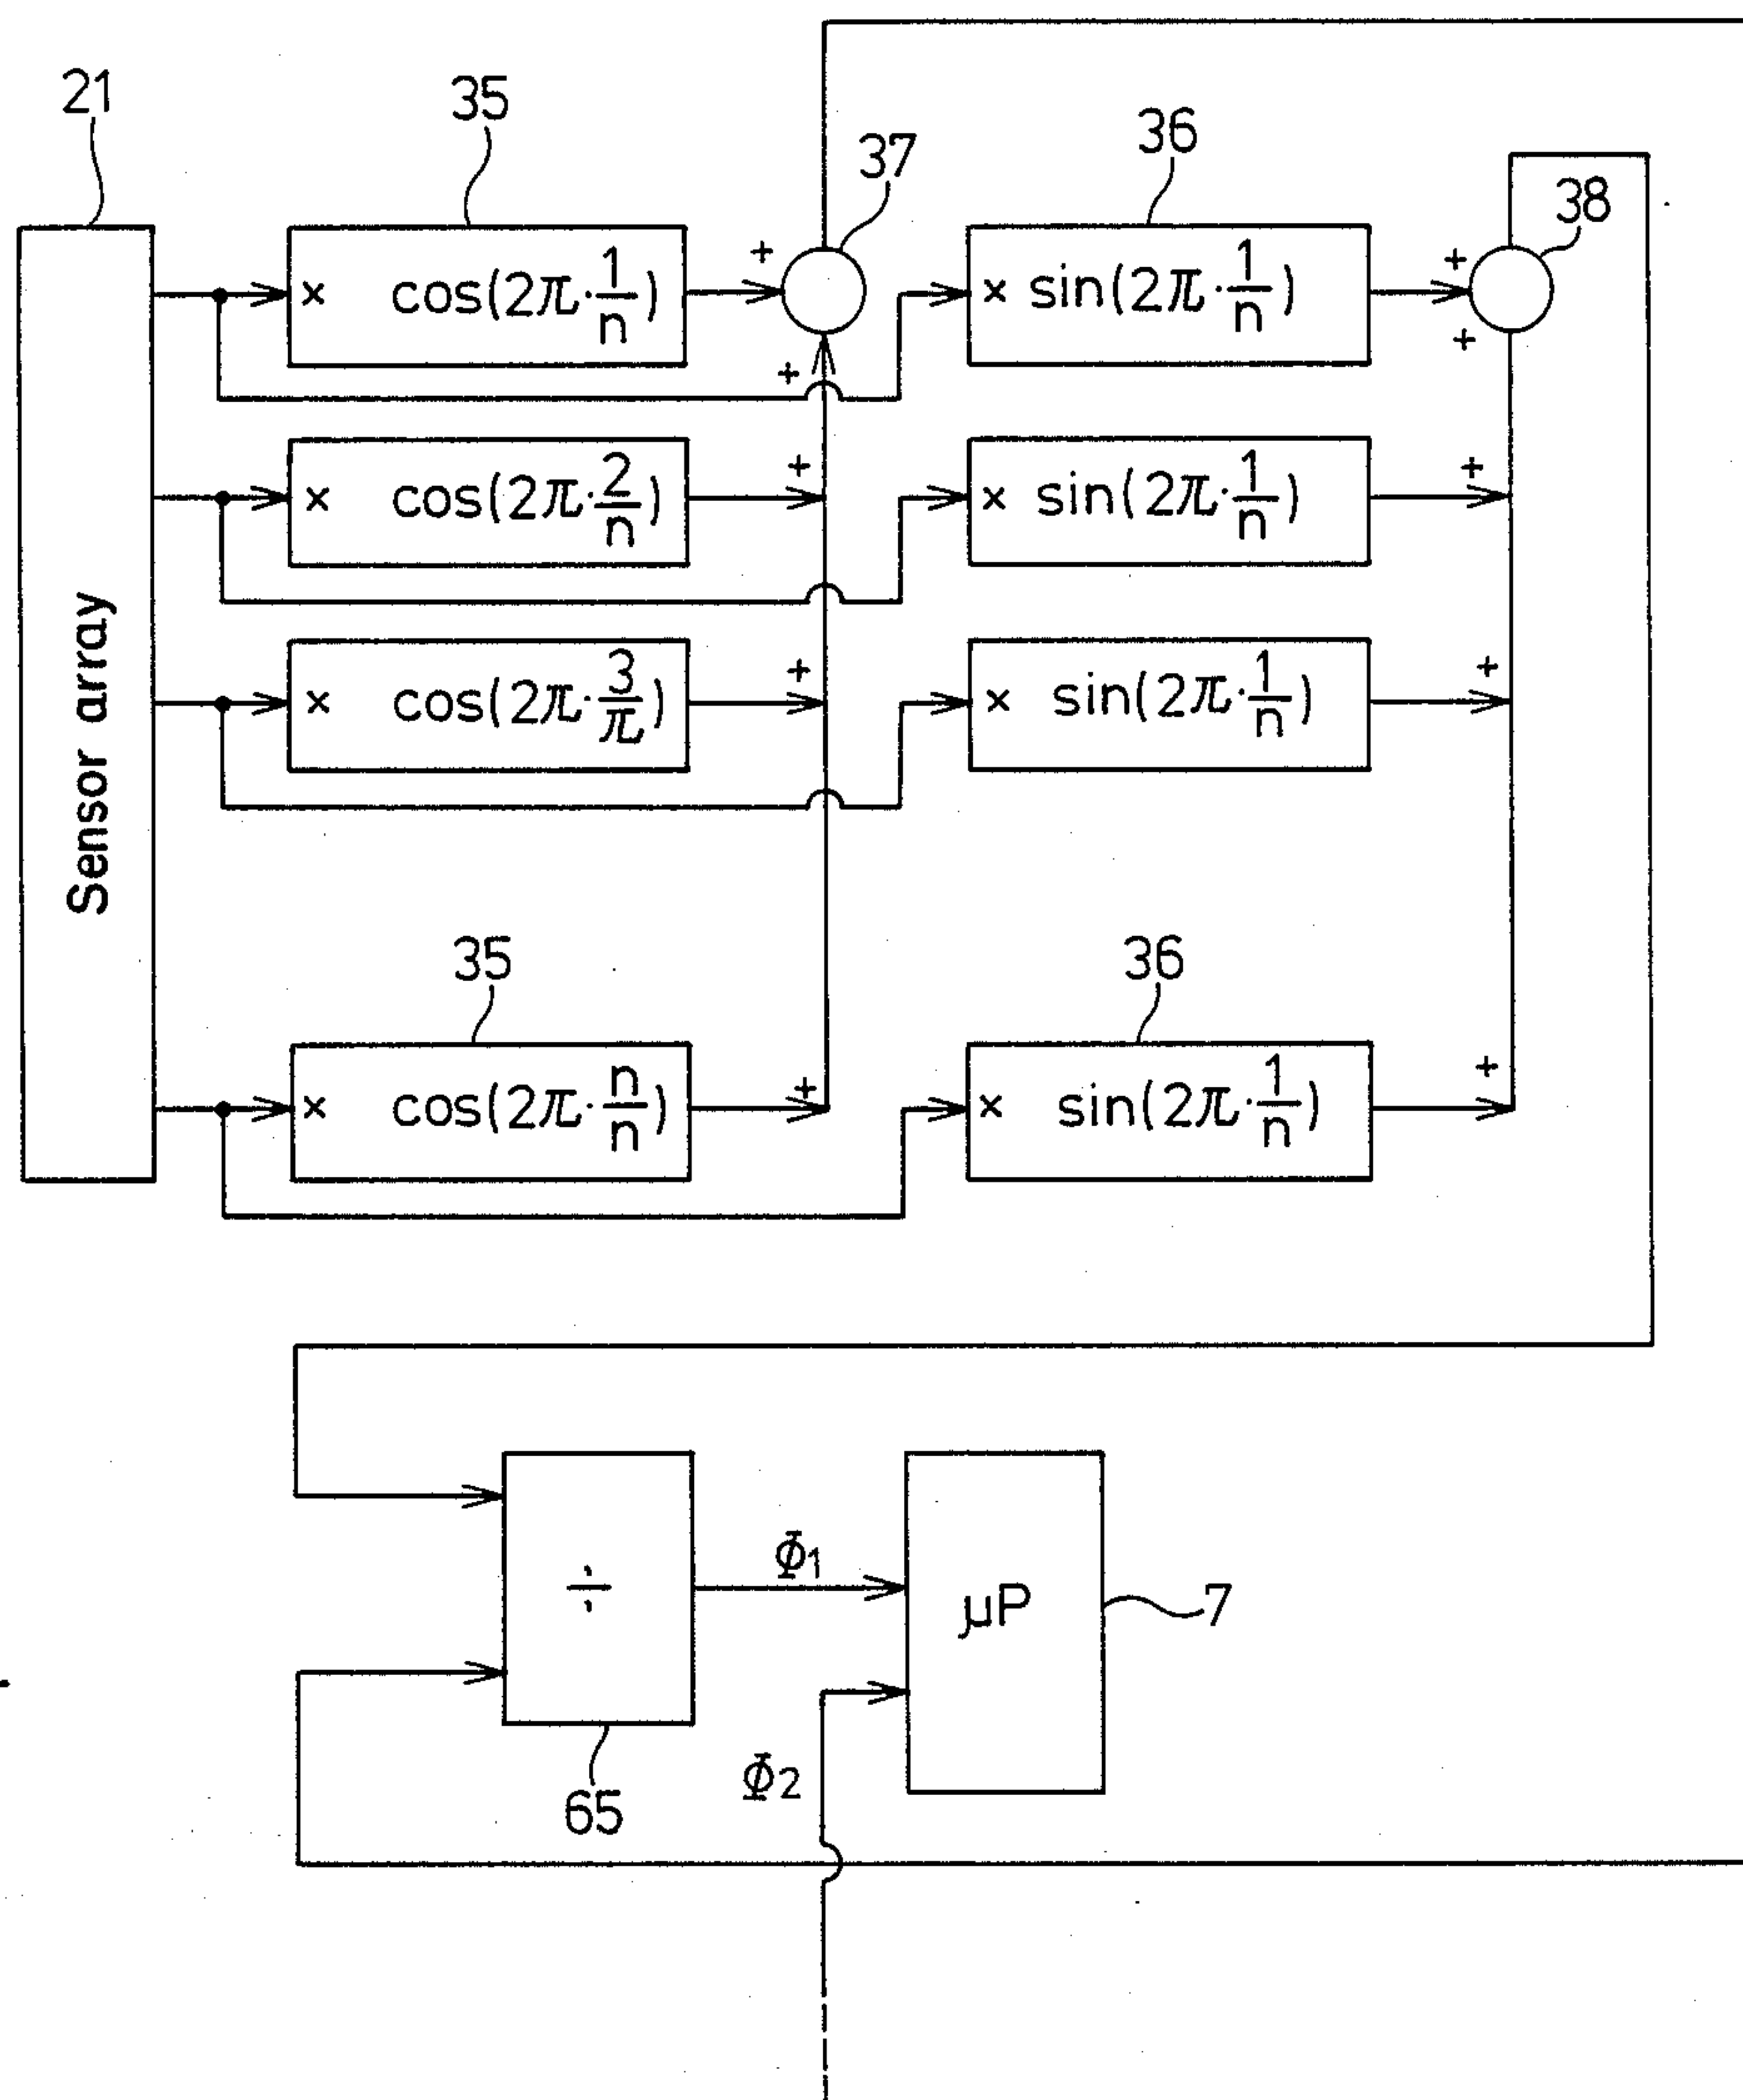 21
35
37
36
38
× cos(2π·1/n)
+
× sin(2π·1/n)
+
+
+
× cos(2π·2/n)
+
× sin(2π·1/n)
+
Sensor array
× cos(2π·3/π)
+
× sin(2π·1/n)
+
35
36
× cos(2π·n/n)
+
× sin(2π·1/n)
+
÷
Φ1
μP
7
Φ2
65